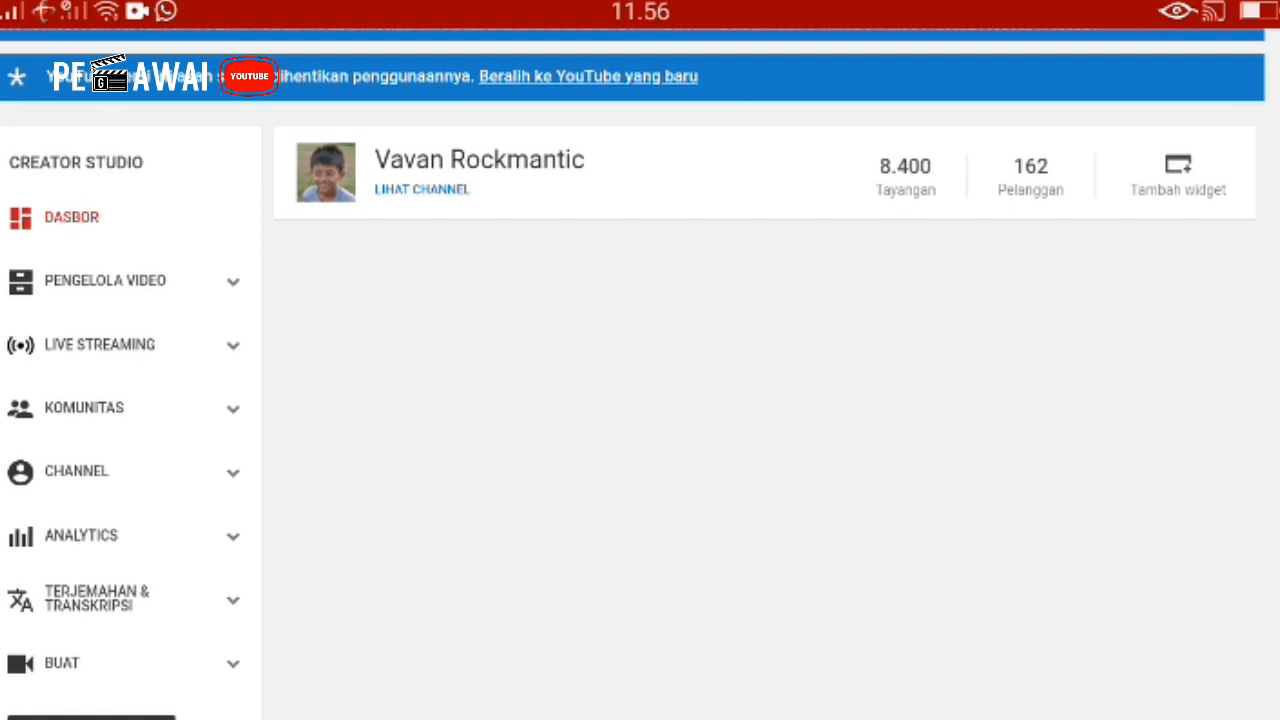 11.56
PE AWAI YOUTUBE
dihentikan penggunaannya. Beralih ke YouTube yang baru
CREATOR STUDIO
Vavan Rockmantic
LIHAT CHANNEL
8.400
Tayangan
162
Pelanggan
Tambah widget
DASBOR
PENGELOLA VIDEO
LIVE STREAMING
KOMUNITAS
CHANNEL
ANALYTICS
TERJEMAHAN &
TRANSKRIPSI
BUAT